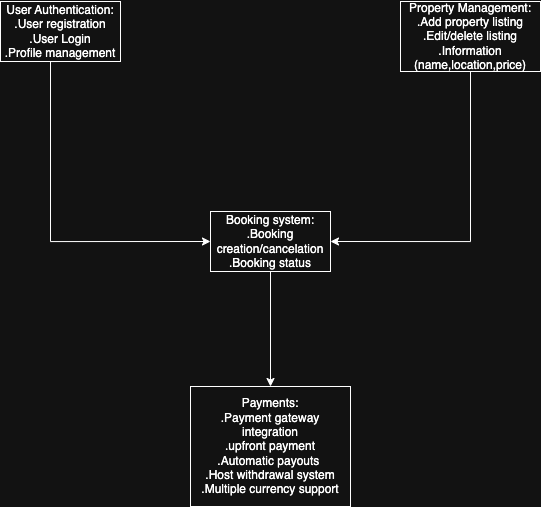 User Authentication:
.User registration
.User Login
.Profile management
Property Management:
.Add property listing
.Edit/delete listing
.Information
(name,location,price)
Booking system:
.Booking
creation/cancelation
.Booking status
Payments:
.Payment gateway
integration
.upfront payment
.Automatic payouts
.Host withdrawal system
.Multiple currency support